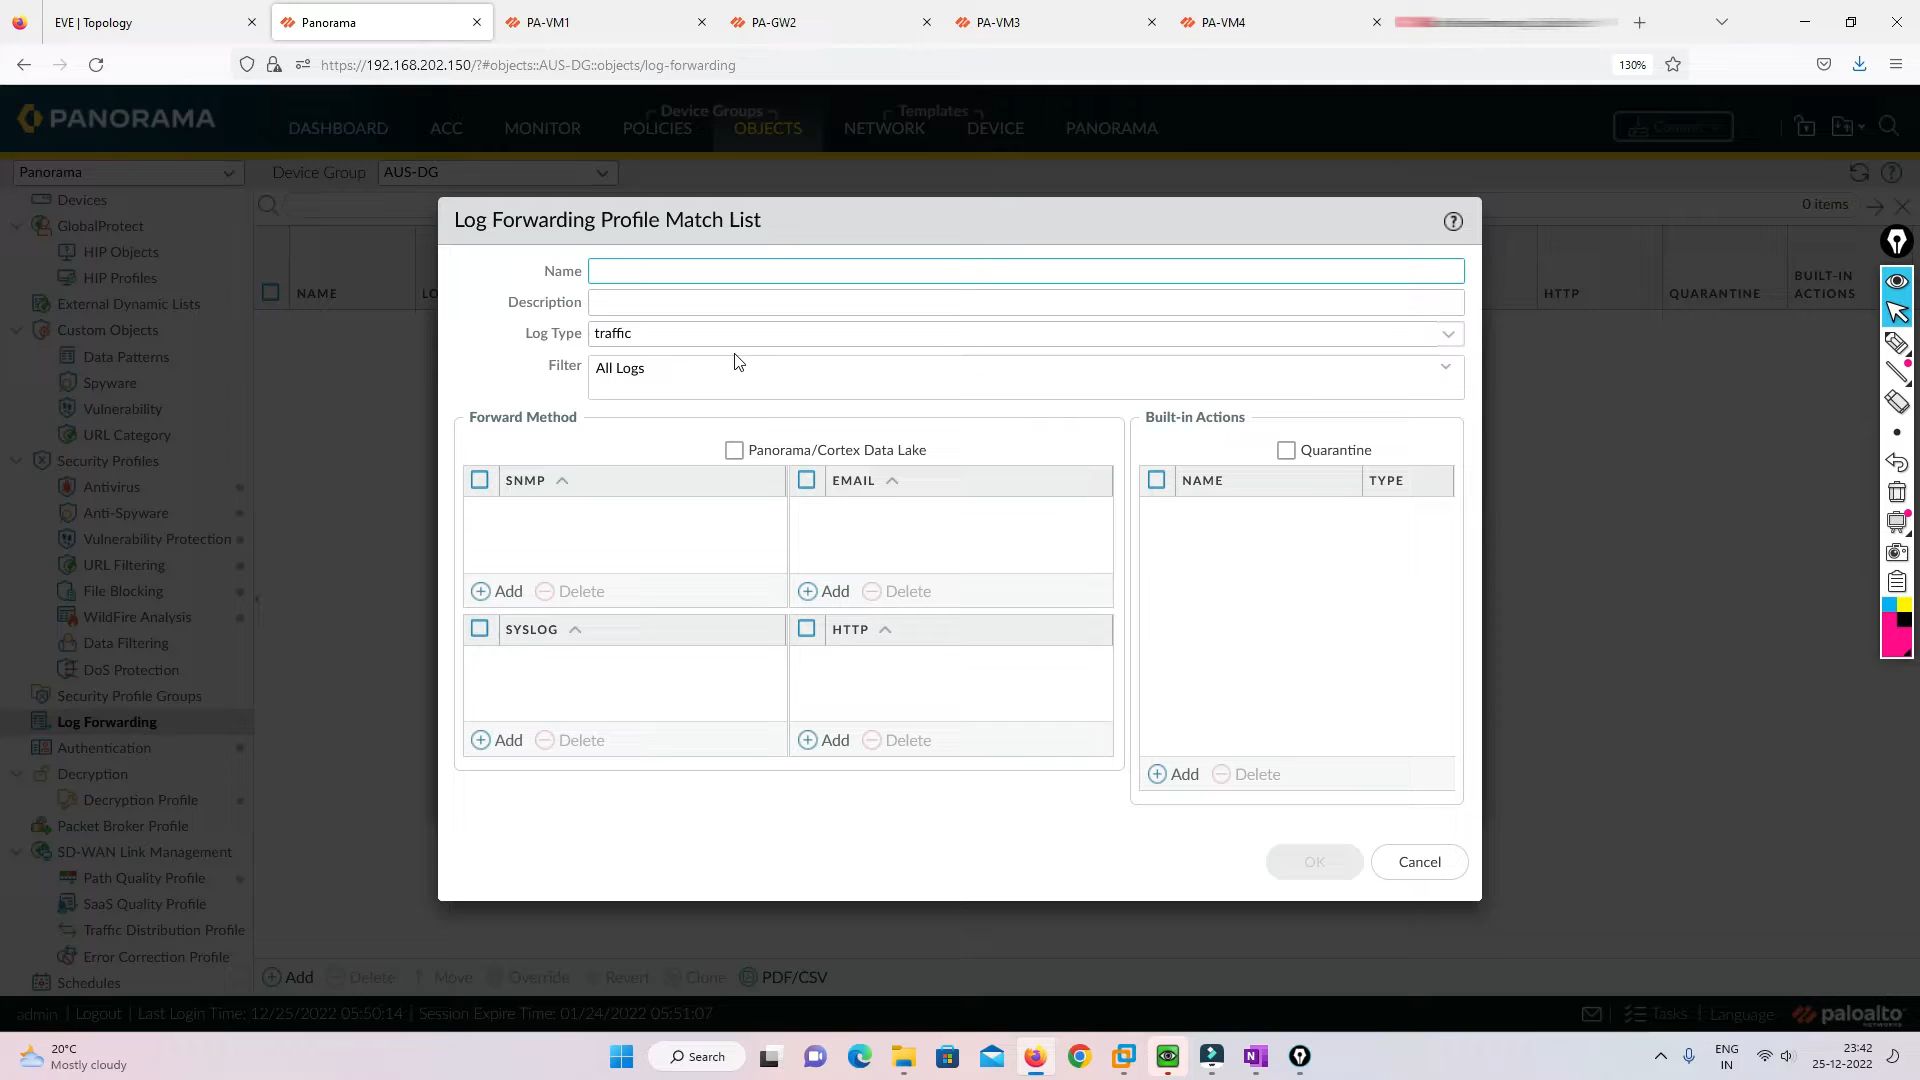 EVE | Topology
Panorama
PA-VM1
PA-GW2
PA-VM3
PA-VM4
https://192.168.202.150/?#objects::AUS-DG::objects/log-forwarding
130%
PANORAMA
DASHBOARD
ACC
MONITOR
Device Groups
POLICIES
OBJECTS
Templates
NETWORK
DEVICE
PANORAMA
Commit
Panorama
Device Group
AUS-DG
Devices
GlobalProtect
HIP Objects
HIP Profiles
External Dynamic Lists
Custom Objects
Data Patterns
Spyware
Vulnerability
URL Category
Security Profiles
Antivirus
Anti-Spyware
Vulnerability Protection
URL Filtering
File Blocking
WildFire Analysis
Data Filtering
DoS Protection
Security Profile Groups
Log Forwarding
Authentication
Decryption
Decryption Profile
Packet Broker Profile
SD-WAN Link Management
Path Quality Profile
SaaS Quality Profile
Traffic Distribution Profile
Error Correction Profile
Schedules
0 items
NAME
LO
HTTP
QUARANTINE
BUILT-IN ACTIONS
Log Forwarding Profile Match List
Name
Description
Log Type traffic
Filter All Logs
Forward Method
Panorama/Cortex Data Lake
SNMP
EMAIL
Add Delete
Add Delete
SYSLOG
HTTP
Add Delete
Add Delete
Built-in Actions
Quarantine
NAME
TYPE
Add Delete
OK
Cancel
Add Delete Move Override Revert Clone PDF/CSV
admin | Logout | Last Login Time: 12/25/2022 05:50:14 | Session Expire Time: 01/24/2022 05:51:07
Tasks | Language
paloalto
NETWORKS
20°C
Mostly cloudy
Search
ENG
IN
23:42
25-12-2022